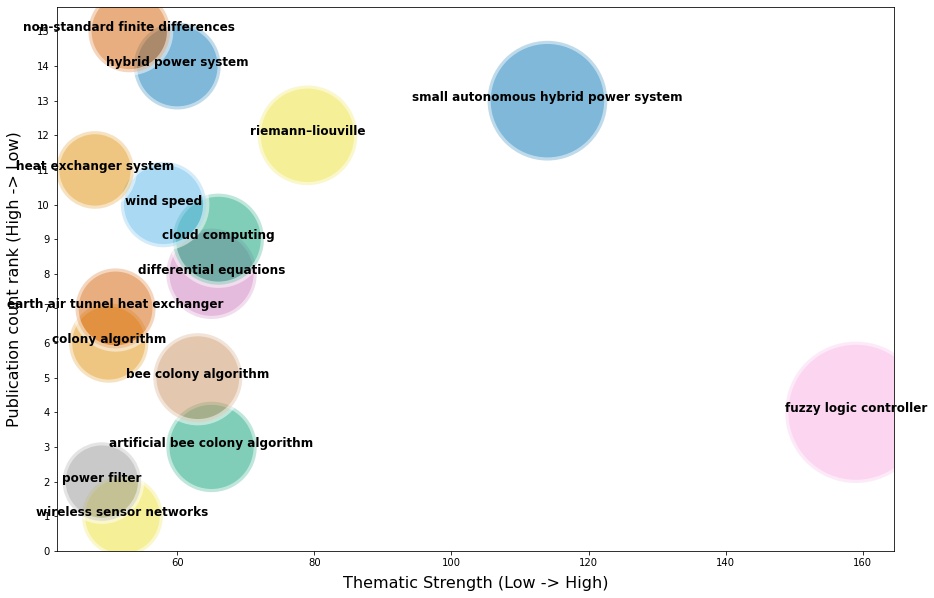 non-standard finite differences
15
hybrid power system
14
small autonomous hybrid power system
13
riemann–liouville
12
heat exchanger system
11
wind speed
10
cloud computing
9
differential equations
8
earth air tunnel heat exchanger
7
colony algorithm
6
bee colony algorithm
5
fuzzy logic controller
4
artificial bee colony algorithm
3
power filter
2
wireless sensor networks
1
0
Publication count rank (High -> Low)
60 80 100 120 140 160
Thematic Strength (Low -> High)